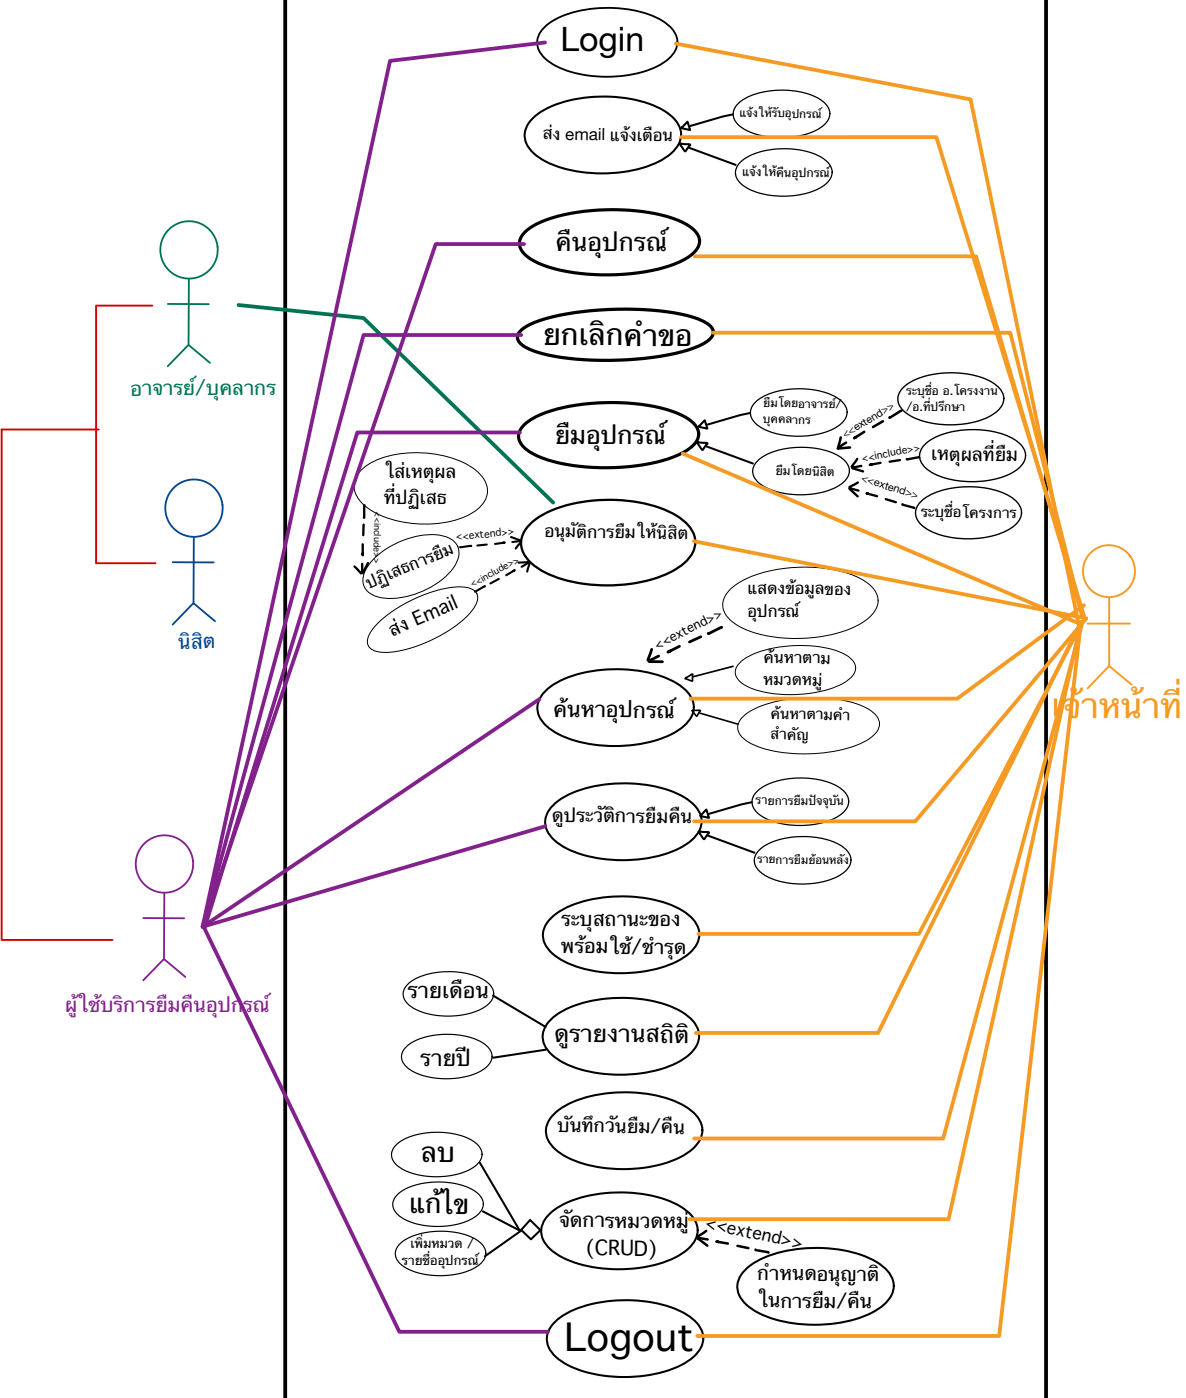 Login
ส่ง email แจ้งเตือน
แจ้งให้รับอุปกรณ์
แจ้งให้คืนอุปกรณ์
คืนอุปกรณ์
อาจารย์/บุคลากร
ยกเลิกคำขอ
ยืมอุปกรณ์
ยืมโดยอาจารย์/
บุคคลากร
ยืมโดยนิสิต
<<extend>>
ระบุชื่อ อ.โครงงาน
/อ.ที่ปรึกษา
<<include>>
เหตุผลที่ยืม
<<extend>>
ระบุชื่อโครงการ
ใส่เหตุผล
ที่ปฏิเสธ
<<include>>
ปฏิเสธการยืม
<<extend>>
ส่ง Email
<<include>>
อนุมัติการยืมให้นิสิต
นิสิต
แสดงข้อมูลของ
อุปกรณ์
<<extend>>
ค้นหาอุปกรณ์
ค้นหาตาม
หมวดหมู่
ค้นหาตามคำ
สำคัญ
เจ้าหน้าที่
ดูประวัติการยืมคืน
รายการยืมปัจจุบัน
รายการยืมย้อนหลัง
ระบุสถานะของ
พร้อมใช้/ชำรุด
ผู้ใช้บริการยืมคืนอุปกรณ์
รายเดือน
รายปี
ดูรายงานสถิติ
บันทึกวันยืม/คืน
ลบ
แก้ไข
เพิ่มหมวด /
รายชื่ออุปกรณ์
จัดการหมวดหมู่
(CRUD)
<<extend>>
กำหนดอนุญาติ
ในการยืม/คืน
Logout